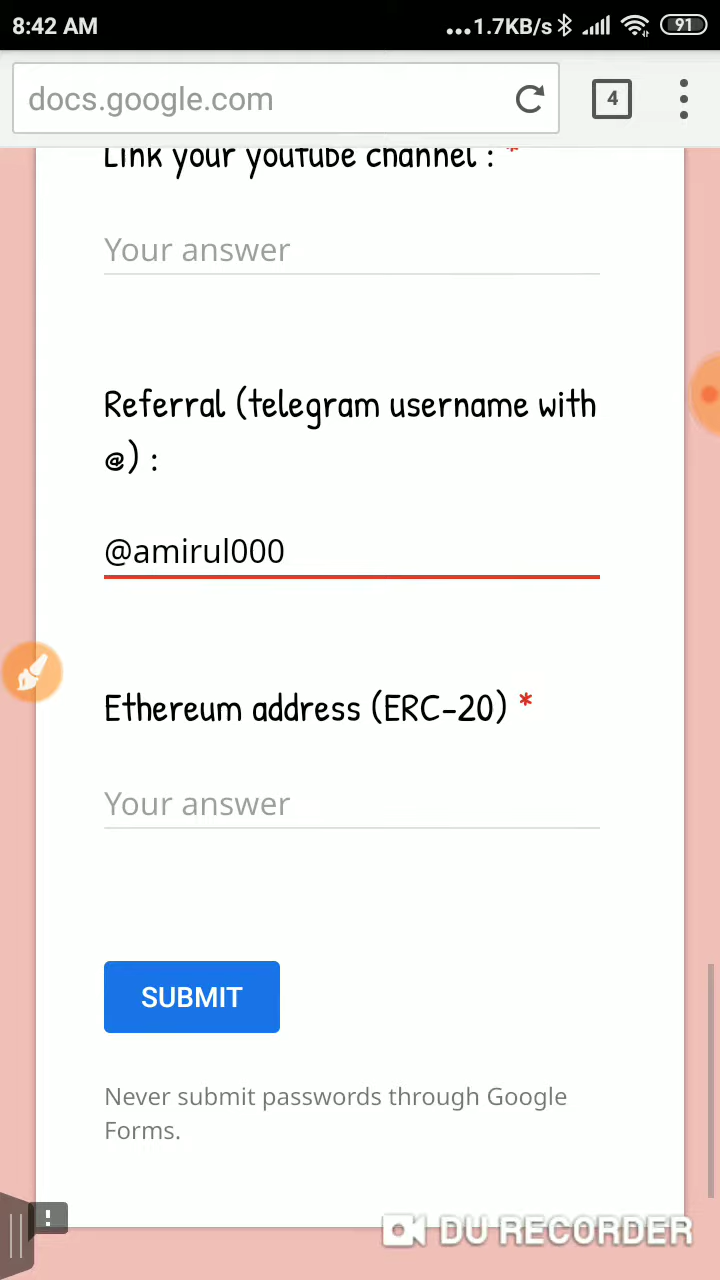 8:42 AM
...1.7KB/s
91
docs.google.com
4
Link your youtube channel : *
Your answer
Referral (telegram username with
@) :
@amirul000
Ethereum address (ERC-20) *
Your answer
SUBMIT
Never submit passwords through Google
Forms.
!
DU RECORDER